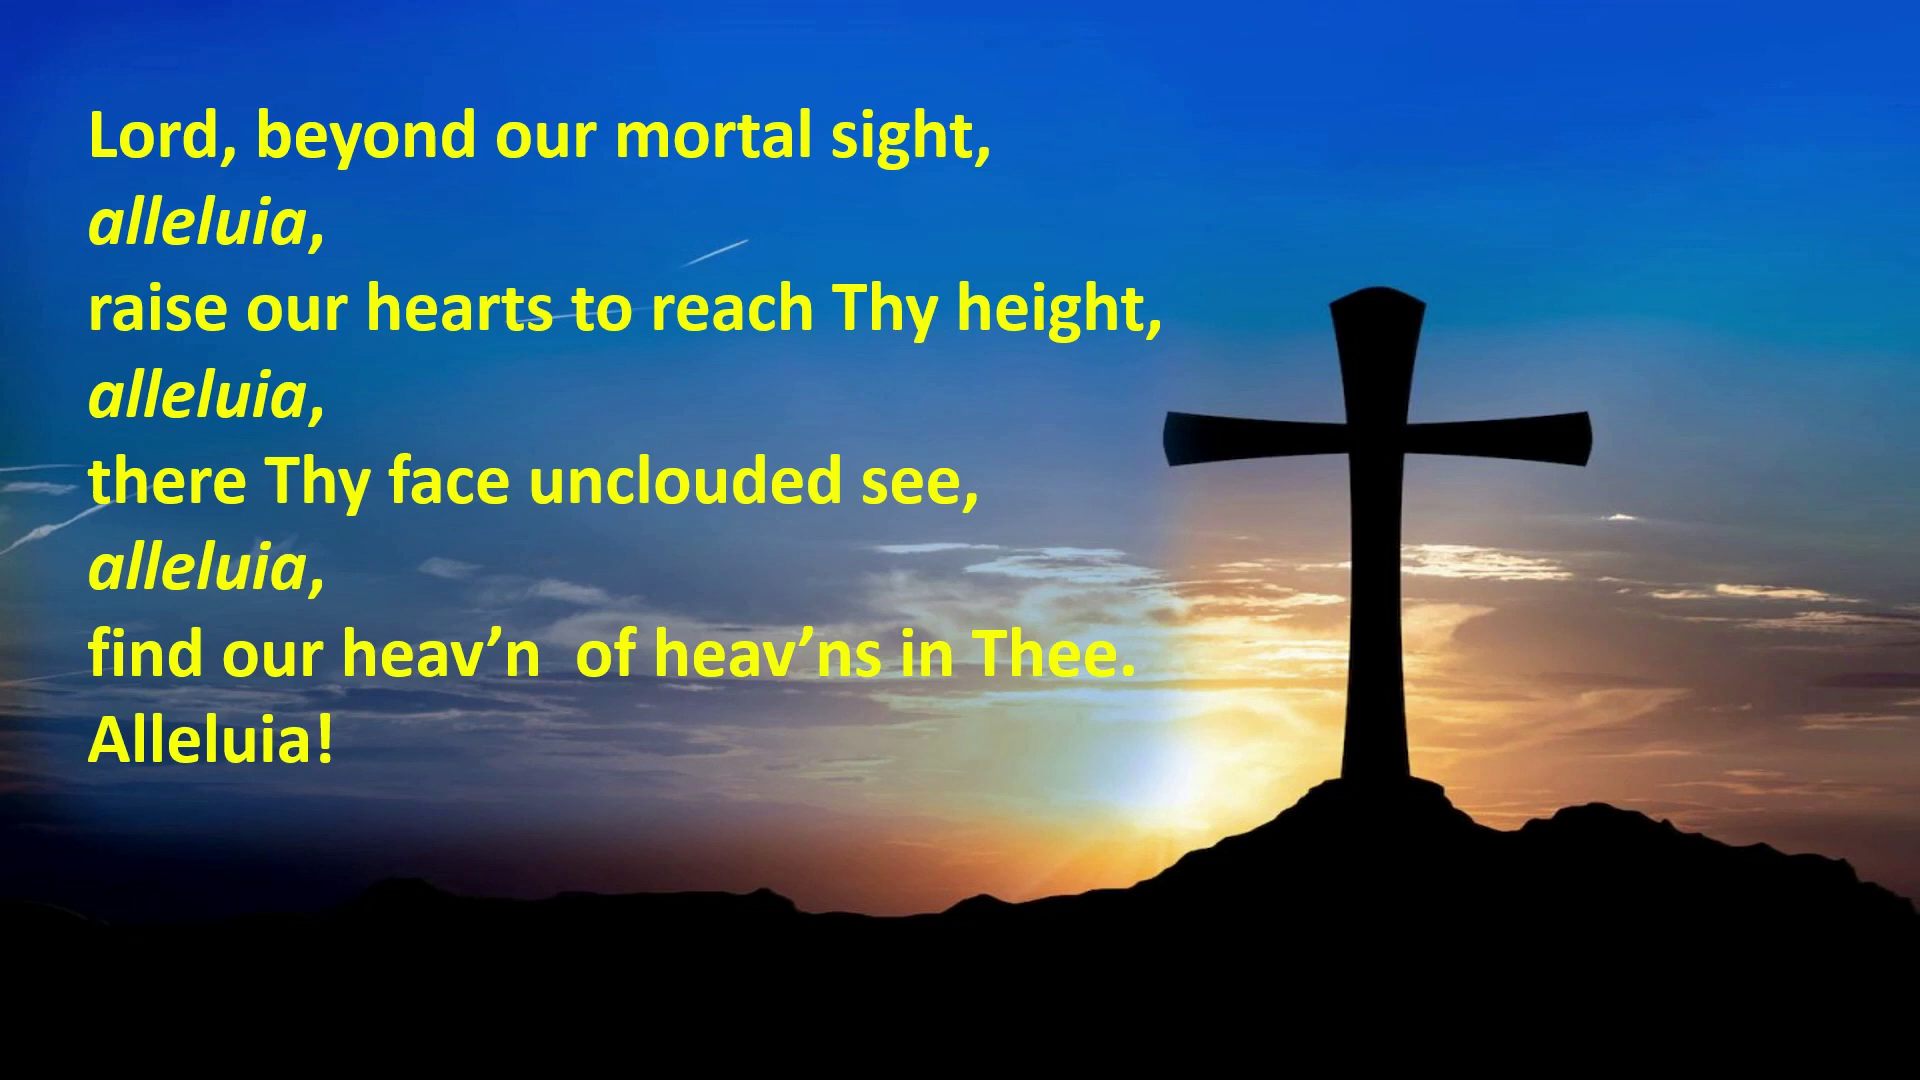 Lord, beyond our mortal sight,
alleluia,
raise our hearts to reach Thy height,
alleluia,
there Thy face unclouded see,
alleluia,
find our heav’n  of heav’ns in Thee.
Alleluia!